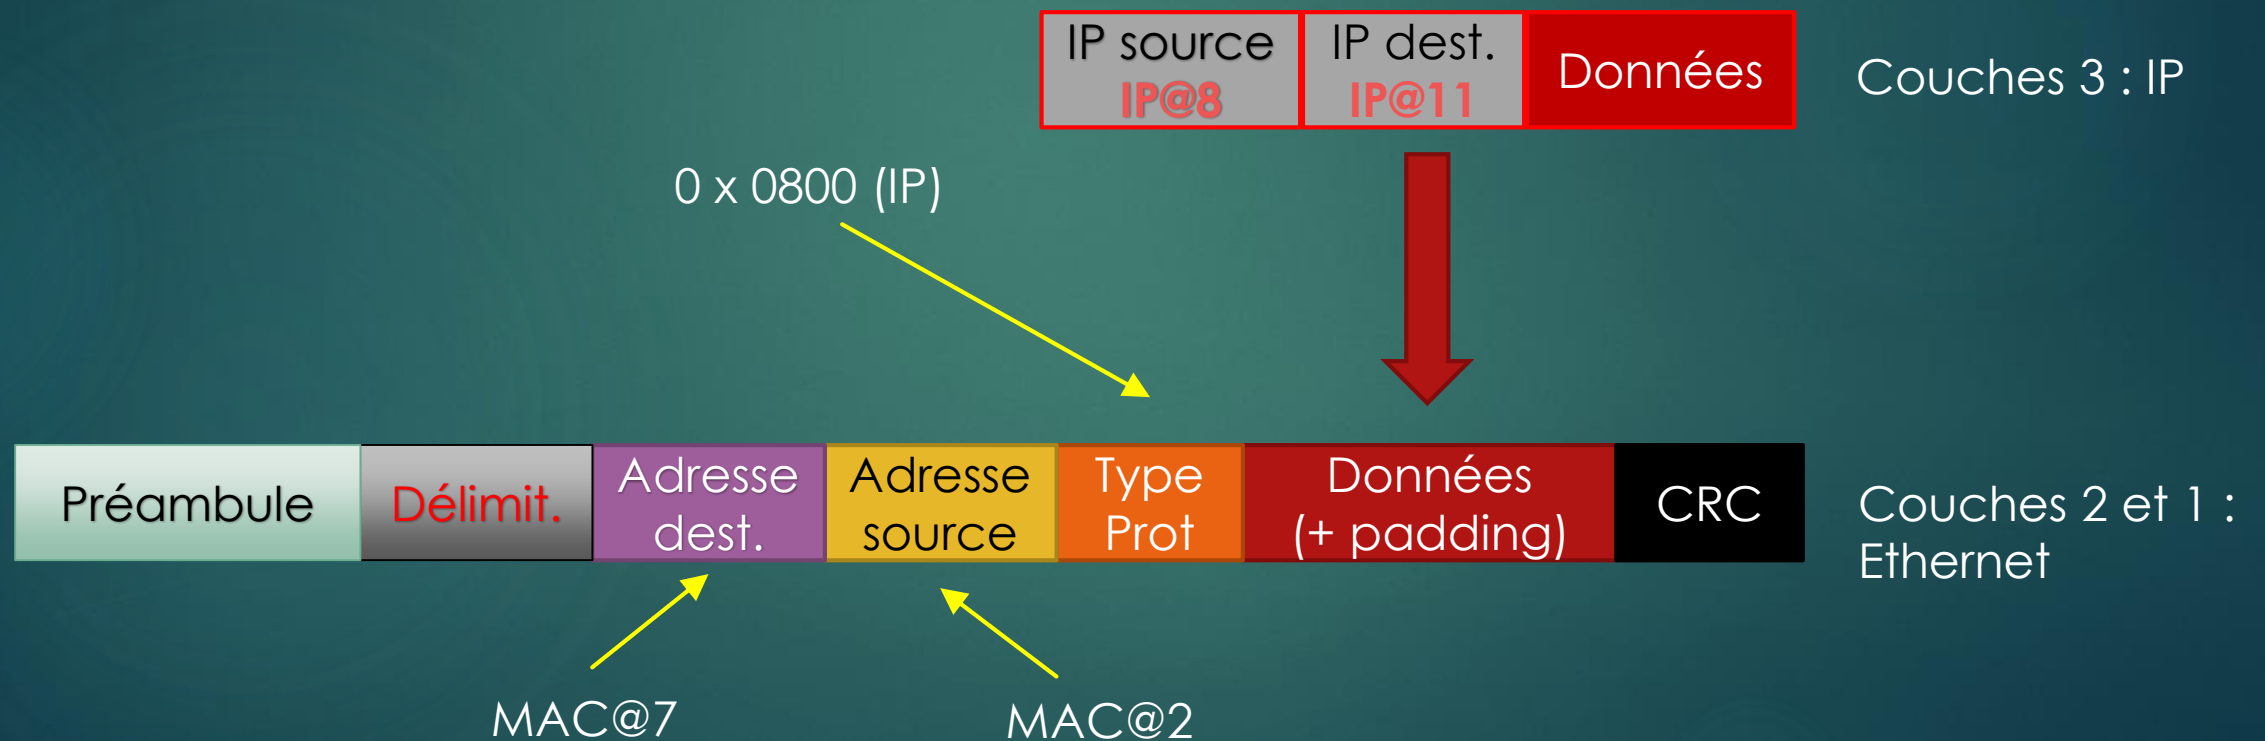 IP source
IP@8
IP dest.
IP@11
Données
Couches 3 : IP
0 x 0800 (IP)
Préambule
Délimit.
Adresse
dest.
Adresse
source
Type
Prot
Données
(+ padding)
CRC
Couches 2 et 1 :
Ethernet
MAC@7
MAC@2